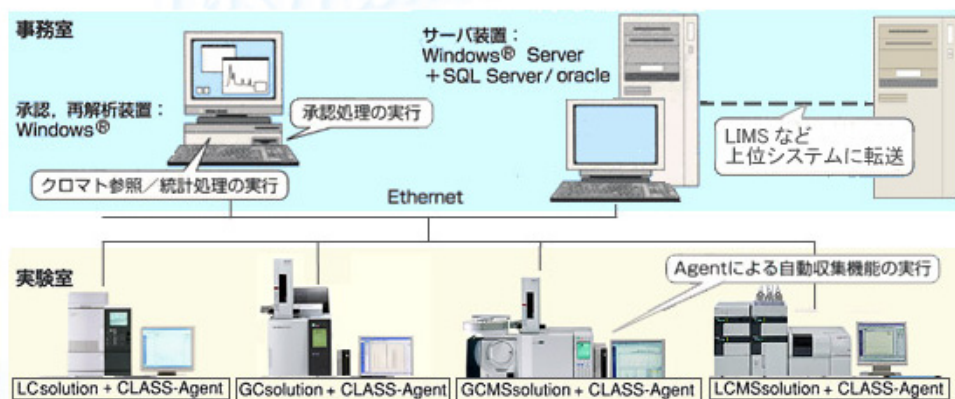 事務室
サーバ装置：
Windows® Server
＋SQL Server/oracle
承認，再解析装置：
Windows®
承認処理の実行
LIMS など
上位システムに転送
クロマト参照／統計処理の実行
Ethernet
実験室
Agentによる自動収集機能の実行
LCsolution + CLASS-Agent
GCsolution + CLASS-Agent
GCMSsolution + CLASS-Agent
LCMSsolution + CLASS-Agent